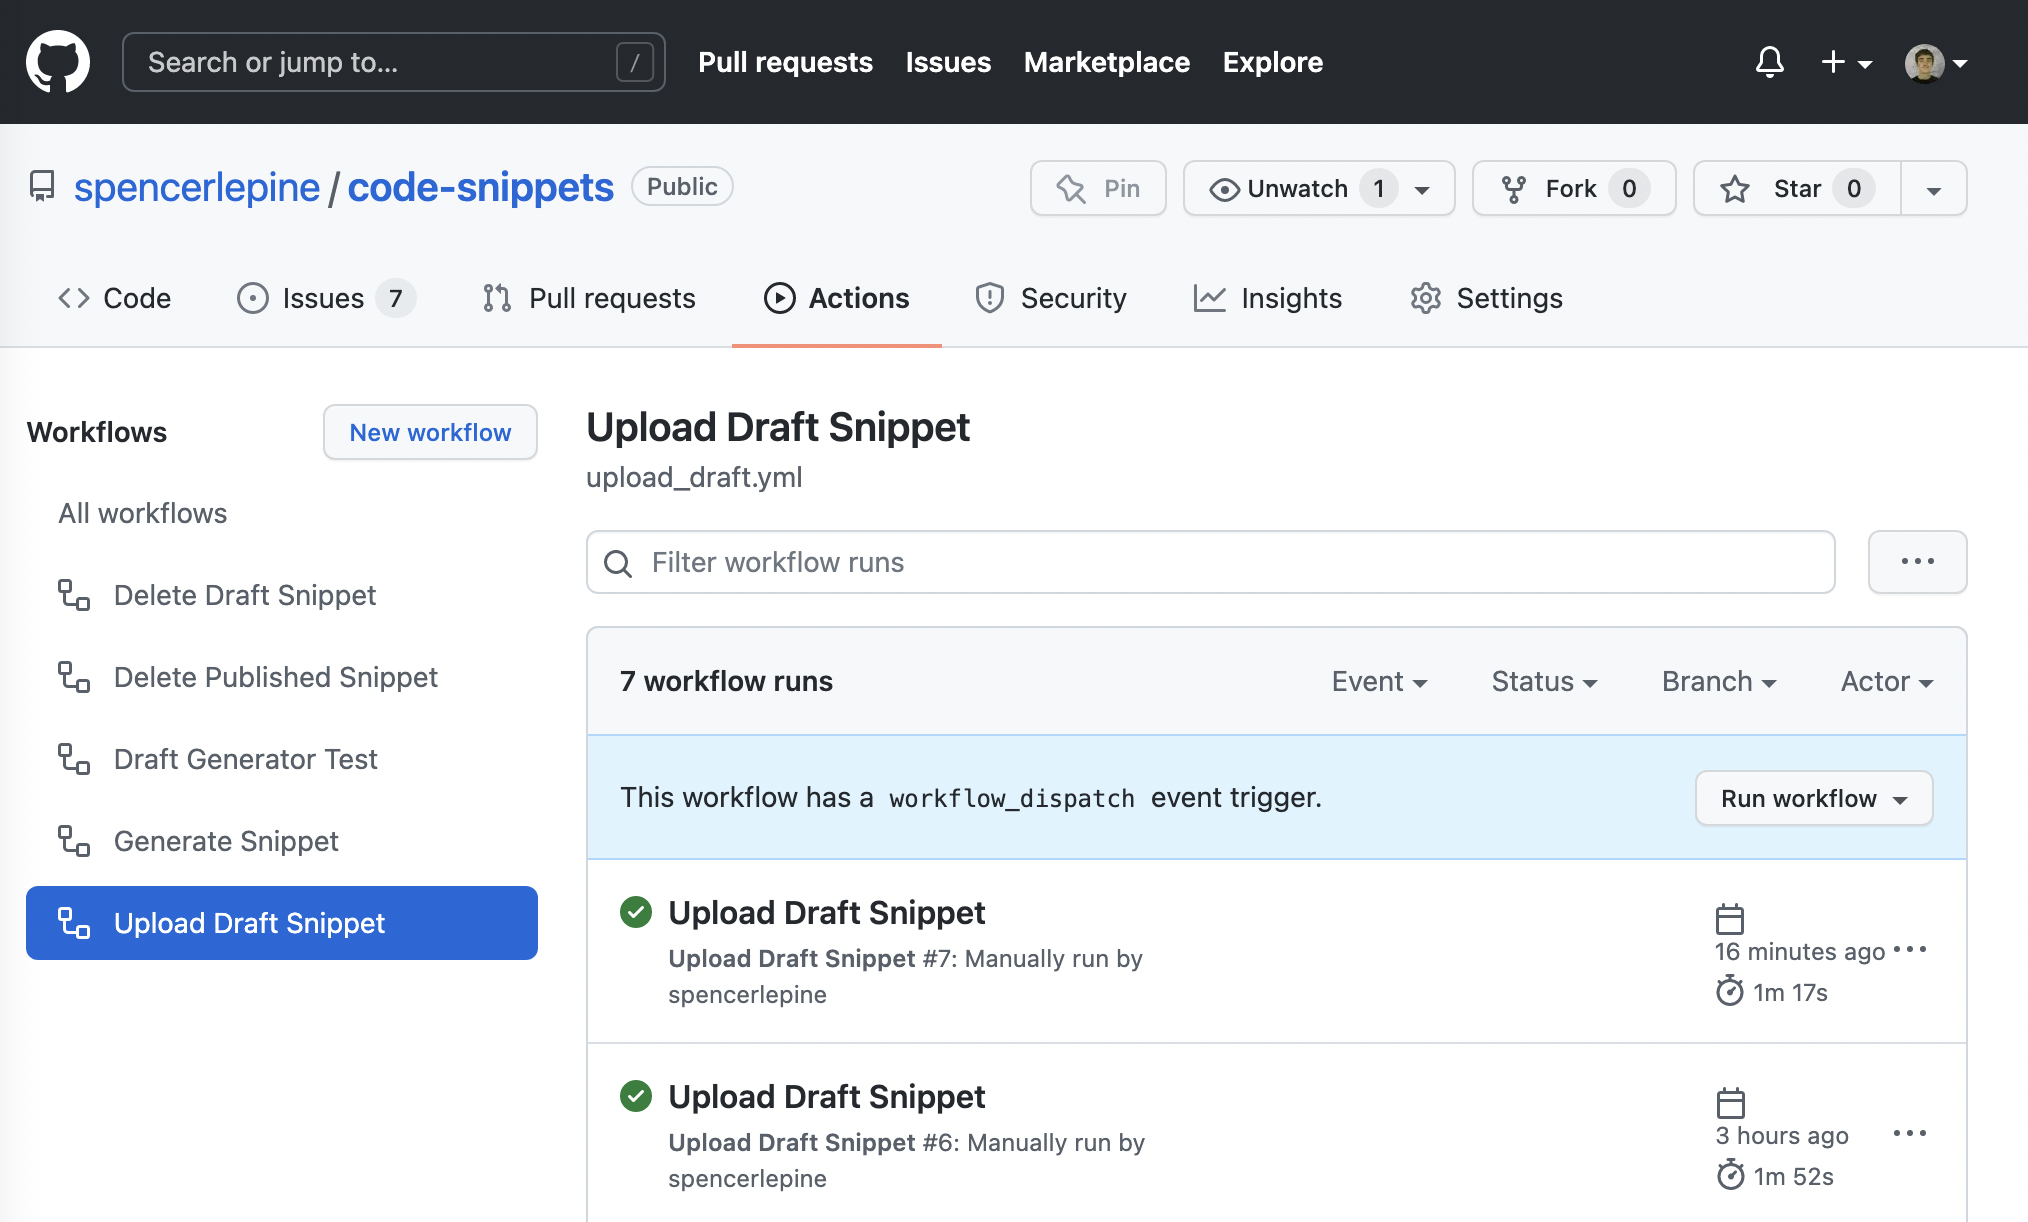 Search or jump to... /
Pull requests Issues Marketplace Explore
spencerlepine / code-snippets Public
Pin Unwatch 1 Fork 0 Star 0
Code Issues 7 Pull requests Actions Security Insights Settings
Workflows
New workflow
All workflows
Delete Draft Snippet
Delete Published Snippet
Draft Generator Test
Generate Snippet
Upload Draft Snippet
Upload Draft Snippet
upload_draft.yml
Filter workflow runs
7 workflow runs
Event Status Branch Actor
This workflow has a workflow_dispatch event trigger.
Run workflow
Upload Draft Snippet
Upload Draft Snippet #7: Manually run by
spencerlepine
16 minutes ago
1m 17s
Upload Draft Snippet
Upload Draft Snippet #6: Manually run by
spencerlepine
3 hours ago
1m 52s